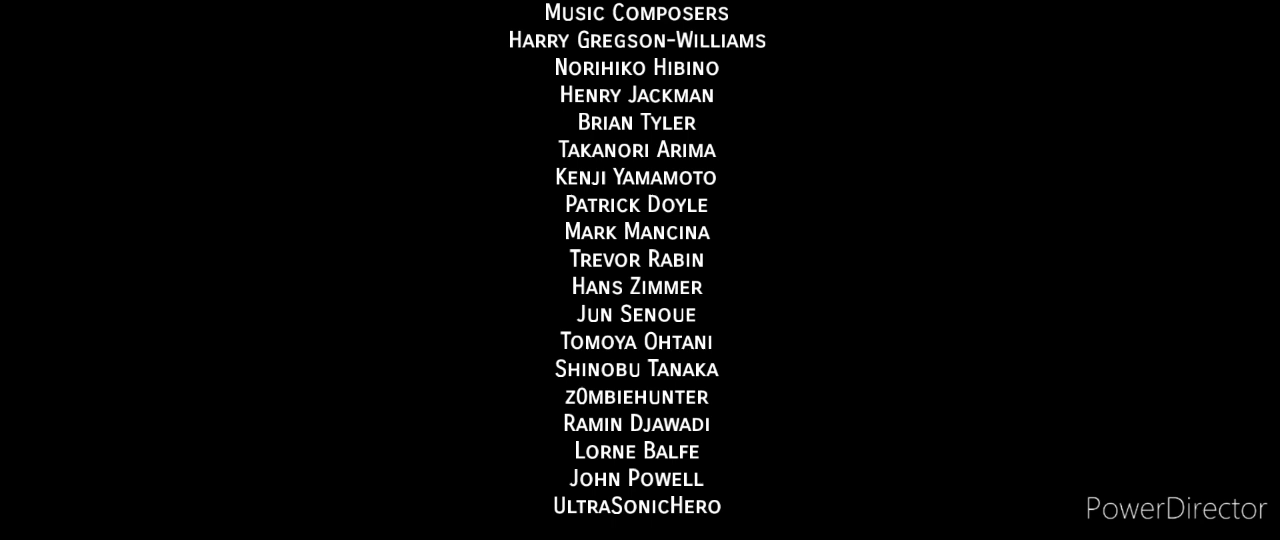 Music Composers
Harry Gregson-Williams
Norihiko Hibino
Henry Jackman
Brian Tyler
Takanori Arima
Kenji Yamamoto
Patrick Doyle
Mark Mancina
Trevor Rabin
Hans Zimmer
Jun Senoue
Tomoya Ohtani
Shinobu Tanaka
z0mbiehunter
Ramin Djawadi
Lorne Balfe
John Powell
UltraSonicHero
PowerDirector